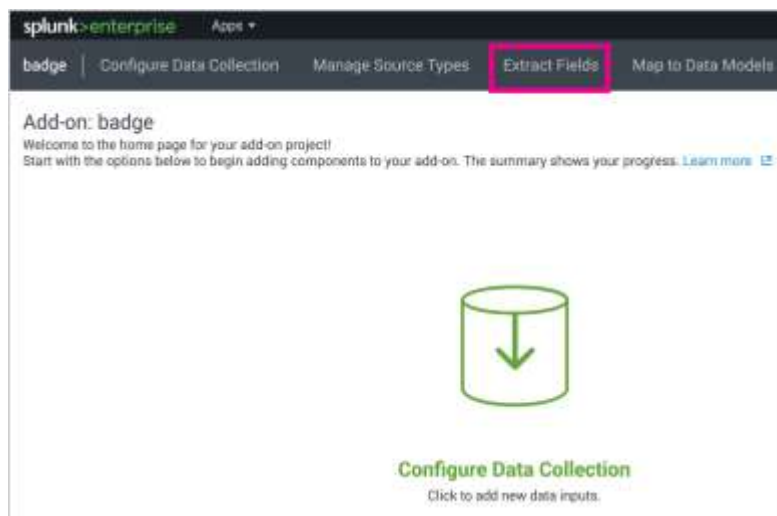 splunk>enterprise Apps
badge Configure Data Collection Manage Source Types Extract Fields Map to Data Models
Add-on: badge
Welcome to the home page for your add-on project!
Start with the options below to begin adding components to your add-on. The summary shows your progress. Learn more
Configure Data Collection
Click to add new data inputs.